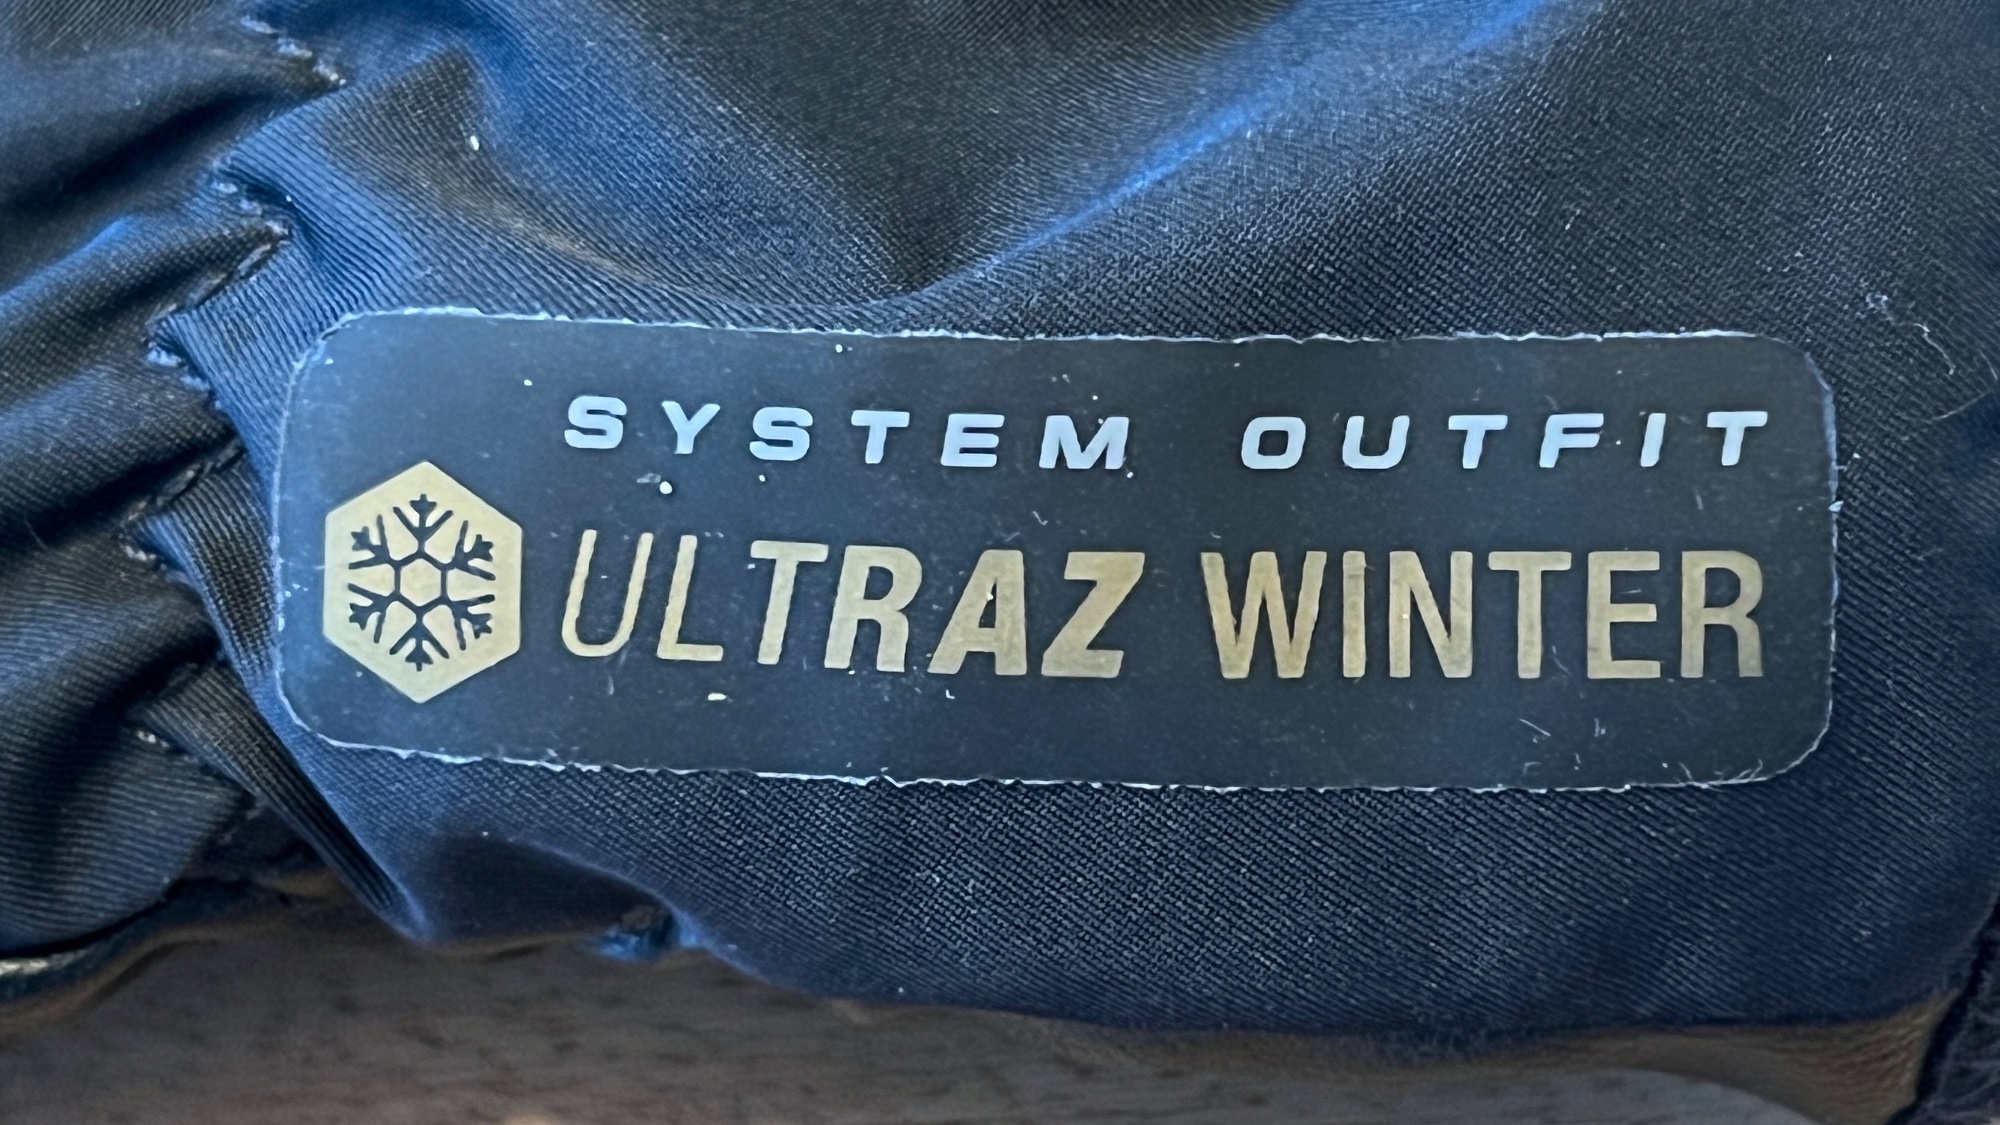 SYSTEM OUTFIT
ULTRAZ WINTER